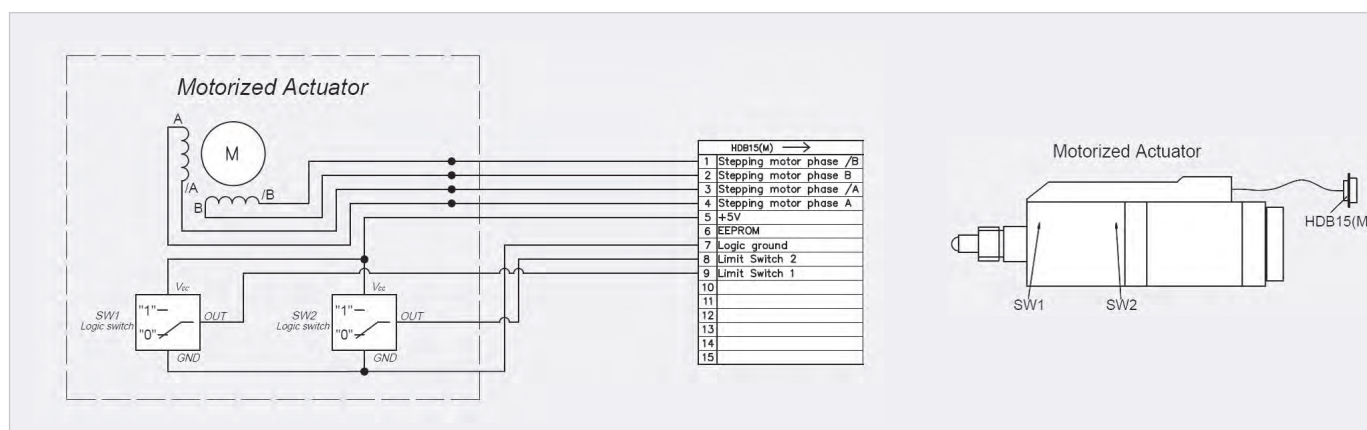 Motorized Actuator
A
M
/A
B
/B
HDB15(M)
1 Stepping motor phase /B
2 Stepping motor phase B
3 Stepping motor phase /A
4 Stepping motor phase A
5 +5V
6 EEPROM
7 Logic ground
8 Limit Switch 2
9 Limit Switch 1
10
11
12
13
14
15
Vcc
"1"
"0"
OUT
GND
SW1
Logic switch
Vcc
"1"
"0"
OUT
GND
SW2
Logic switch
Motorized Actuator
HDB15(M
SW1
SW2